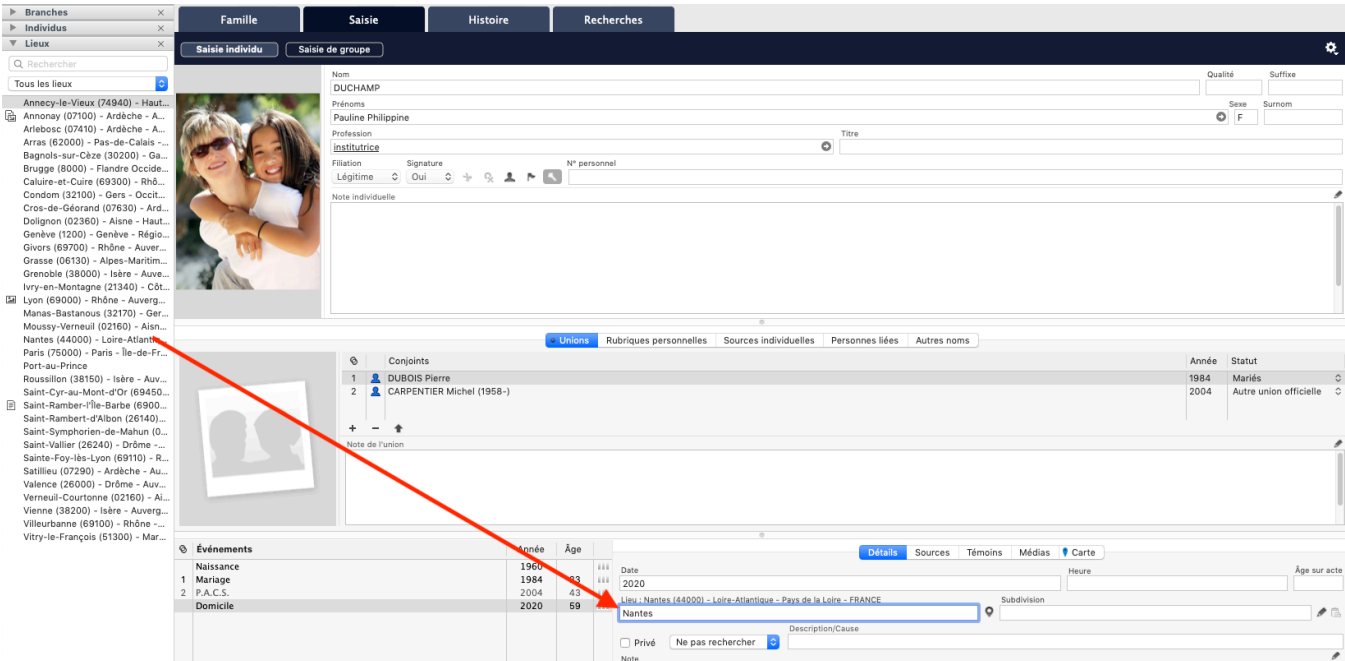 Branches ×
Individus ×
Lieux ×
Rechercher
Tous les lieux
Annecy-le-Vieux (74940) - Haut...
Annonay (07100) - Ardèche - A...
Arlebosc (07410) - Ardèche - A...
Arras (62000) - Pas-de-Calais -...
Bagnols-sur-Cèze (30200) - Ga...
Brugge (8000) - Flandre Occide...
Caluire-et-Cuire (69300) - Rhô...
Condom (32100) - Gers - Occit...
Cros-de-Géorand (07630) - Ard...
Dolignon (02360) - Aisne - Haut...
Genève (1200) - Genève - Régio...
Givors (69700) - Rhône - Auver...
Grasse (06130) - Alpes-Maritim...
Grenoble (38000) - Isère - Auve...
Ivry-en-Montagne (21340) - Côt...
Lyon (69000) - Rhône - Auverg...
Manas-Bastanous (32170) - Ger...
Moussy-Verneuil (02160) - Aisn...
Nantes (44000) - Loire-Atlantiq...
Paris (75000) - Paris - Île-de-Fr...
Port-au-Prince
Roussillon (38150) - Isère - Auv...
Saint-Cyr-au-Mont-d'Or (69450...
Saint-Ramber-l'Île-Barbe (6900...
Saint-Rambert-d'Albon (26140)...
Saint-Symphorien-de-Mahun (0...
Saint-Vallier (26240) - Drôme -...
Sainte-Foy-lès-Lyon (69110) - R...
Satillieu (07290) - Ardèche - Au...
Valence (26000) - Drôme - Auv...
Verneuil-Courtonne (02160) - Ai...
Vienne (38200) - Isère - Auverg...
Villeurbanne (69100) - Rhône -...
Vitry-le-François (51300) - Mar...
Famille Saisie Histoire Recherches
Saisie individu Saisie de groupe
Nom Qualité Suffixe
DUCHAMP
Prénoms Sexe Surnom
Pauline Philippine F
Profession Titre
institutrice
Filiation Signature N° personnel
Légitime Oui
Note individuelle
Unions Rubriques personnelles Sources individuelles Personnes liées Autres noms
Conjoints Année Statut
1 DUBOIS Pierre 1984 Mariés
2 CARPENTIER Michel (1958-) 2004 Autre union officielle
+ −
Note de l'union
Événements Année Âge
Naissance 1960
1 Mariage 1984 23
2 P.A.C.S. 2004 43
Domicile 2020 59
Détails Sources Témoins Médias Carte
Date Heure Âge sur acte
2020
Lieu : Nantes (44000) - Loire-Atlantique - Pays de la Loire - FRANCE Subdivision
Nantes
Description/Cause
Privé Ne pas rechercher
Note